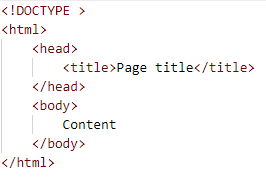 <!DOCTYPE >
<html>
    <head>
        <title>Page title</title>
    </head>
    <body>
        Content
    </body>
</html>